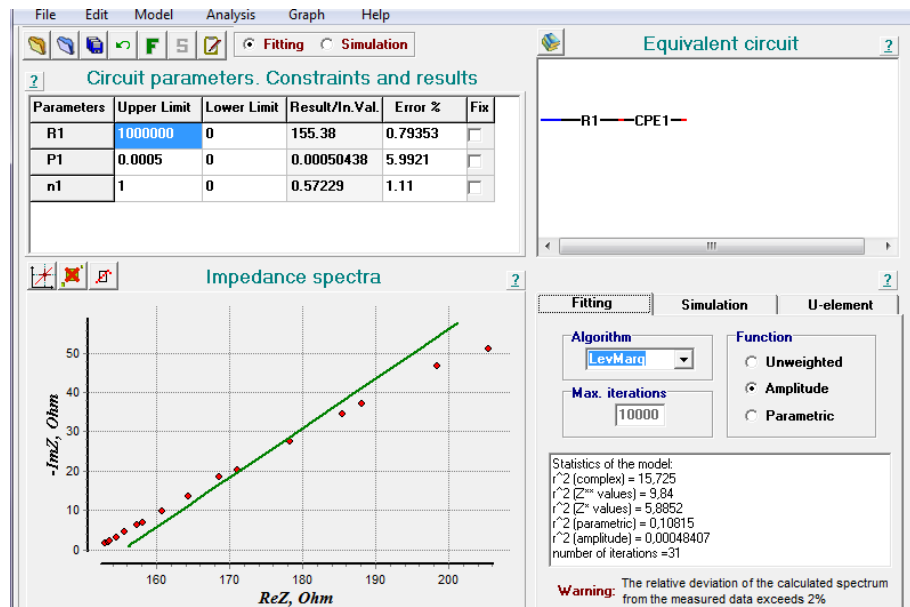 File Edit Model Analysis Graph Help
F S Fitting Simulation
Equivalent circuit ?
? Circuit parameters. Constraints and results
Parameters Upper Limit Lower Limit Result/In.Val. Error % Fix
R1 1000000 0 155.38 0.79353
P1 0.0005 0 0.00050438 5.9921
n1 1 0 0.57229 1.11
R1 CPE1
Impedance spectra ?
50
40
30
20
10
0
-ImZ, Ohm
160 170 180 190 200
ReZ, Ohm
?
Fitting Simulation U-element
Algorithm
LevMarq
Max. iterations
10000
Function
Unweighted
Amplitude
Parametric
Statistics of the model:
r^2 (complex) = 15,725
r^2 (Z'' values) = 9,84
r^2 (Z' values) = 5,8852
r^2 (parametric) = 0,10815
r^2 (amplitude) = 0,00048407
number of iterations =31
Warning: The relative deviation of the calculated spectrum
from the measured data exceeds 2%